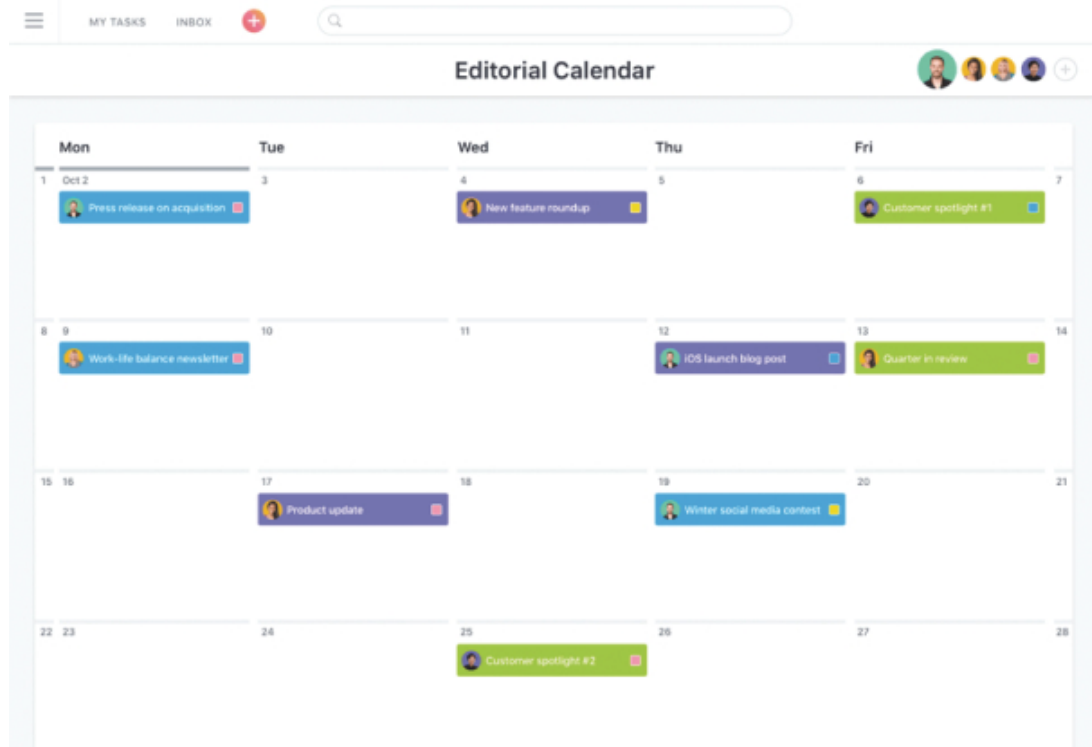 MY TASKS INBOX
Editorial Calendar
Mon Tue Wed Thu Fri
1 Oct 2 3 4 5 6 7
Press release on acquisition New feature roundup Customer spotlight #1
8 9 10 11 12 13 14
Work-life balance newsletter iOS launch blog post Quarter in review
15 16 17 18 19 20 21
Product update Winter social media contest
22 23 24 25 26 27 28
Customer spotlight #2